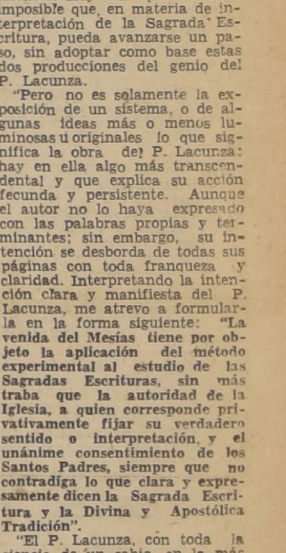 imposible que, en materia de in-
terpretación de la Sagrada Es-
critura, pueda avanzarse un pa-
so, sin adoptar como base estas
dos producciones del genio del
P. Lacunza.
"Pero no es solamente la ex-
posición de un sistema, o de al-
gunas ideas más o menos lu-
minosas u originales lo que sig-
nifica la obra del P. Lacunza:
hay en ella algo más transcen-
dental y que explica su acción
fecunda y persistente. Aunque
el autor no lo haya expresado
con las palabras propias y ter-
minantes; sin embargo, su in-
tención se desborda de todas sus
páginas con toda franqueza y
claridad. Interpretando la inten-
ción clara y manifiesta del P.
Lacunza, me atrevo a formular-
la en la forma siguiente: "La
venida del Mesías tiene por ob-
jeto la aplicación del método
experimental al estudio de las
Sagradas Escrituras, sin más
traba que la autoridad de la
Iglesia, a quien corresponde pri-
vativamente fijar su verdadero
sentido o interpretación, y el
unánime consentimiento de los
Santos Padres, siempre que no
contradiga lo que clara y expre-
samente dicen la Sagrada Escri-
tura y la Divina y Apostólica
Tradición".
"El P. Lacunza, con toda la